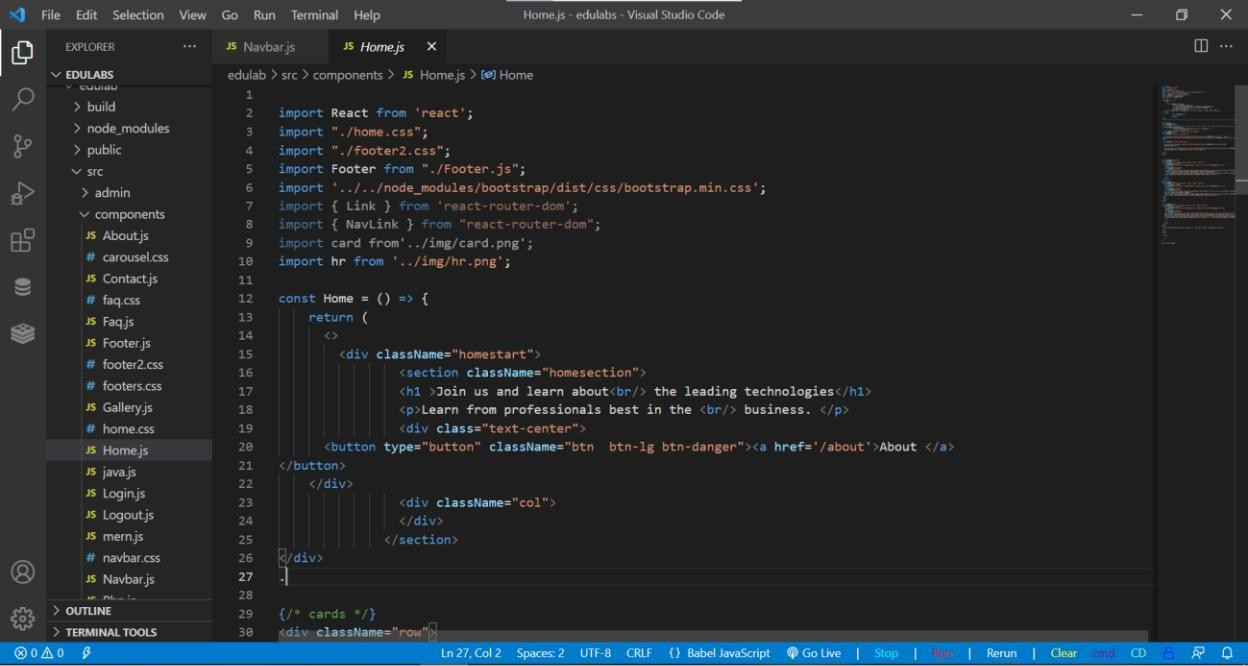 File Edit Selection View Go Run Terminal Help
Home.js - edulabs - Visual Studio Code
EXPLORER ···
JS Navbar.js
JS Home.js
EDULABS
edulab
build
node_modules
public
src
admin
components
JS About.js
# carousel.css
JS Contact.js
# faq.css
JS Faq.js
JS Footer.js
# footer2.css
# footers.css
JS Gallery.js
# home.css
JS Home.js
JS java.js
JS Login.js
JS Logout.js
JS mern.js
# navbar.css
JS Navbar.js
OUTLINE
TERMINAL TOOLS
edulab > src > components > JS Home.js > Home
1
2 import React from 'react';
3 import "./home.css";
4 import "./footer2.css";
5 import Footer from "./Footer.js";
6 import '../../node_modules/bootstrap/dist/css/bootstrap.min.css';
7 import { Link } from 'react-router-dom';
8 import { NavLink } from "react-router-dom";
9 import card from'../img/card.png';
10 import hr from '../img/hr.png';
11
12 const Home = () => {
13 return (
14 <>
15 <div className="homestart">
16 <section className="homesection">
17 <h1 >Join us and learn about<br/> the leading technologies</h1>
18 <p>Learn from professionals best in the <br/> business. </p>
19 <div class="text-center">
20 <button type="button" className="btn  btn-lg btn-danger"><a href='/about'>About </a>
21 </button>
22 </div>
23 <div className="col">
24 </div>
25 </section>
26 </div>
27 .
28
29 {/* cards */}
30 <div className="row">
0 0 Ln 27, Col 2 Spaces: 2 UTF-8 CRLF {} Babel JavaScript Go Live | Stop | Run | Rerun | Clear cmd CD